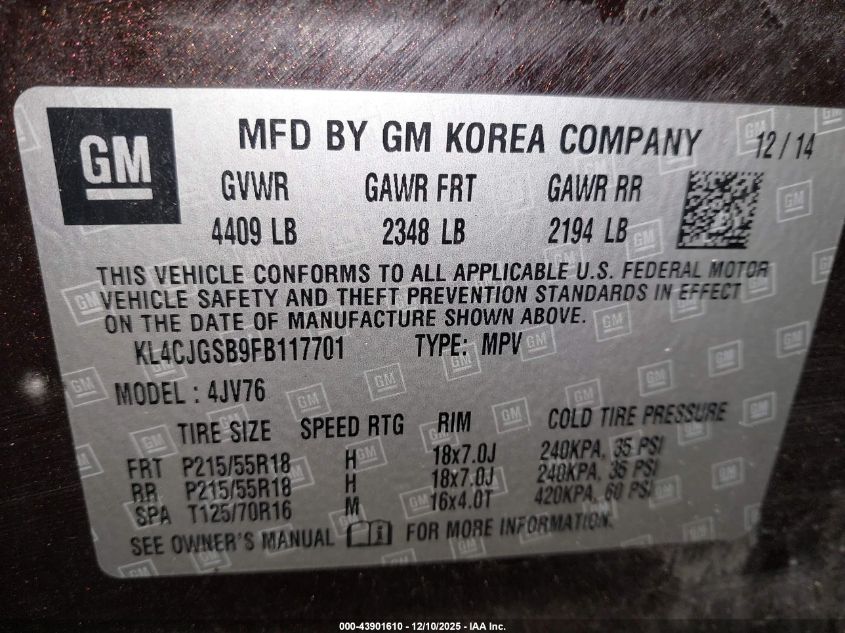 GM
MFD BY GM KOREA COMPANY 12/14
GVWR GAWR FRT GAWR RR
4409 LB 2348 LB 2194 LB
THIS VEHICLE CONFORMS TO ALL APPLICABLE U.S. FEDERAL MOTOR
VEHICLE SAFETY AND THEFT PREVENTION STANDARDS IN EFFECT
ON THE DATE OF MANUFACTURE SHOWN ABOVE.
KL4CJGSB9FB117701 TYPE: MPV
MODEL: 4JV76
TIRE SIZE SPEED RTG RIM COLD TIRE PRESSURE
FRT P215/55R18 H 18x7.0J 240KPA, 35 PSI
RR P215/55R18 H 18x7.0J 240KPA, 35 PSI
SPA T125/70R16 M 16x4.0T 420KPA, 60 PSI
SEE OWNER'S MANUAL FOR MORE INFORMATION.
000-43901610 - 12/10/2025 - IAA Inc.